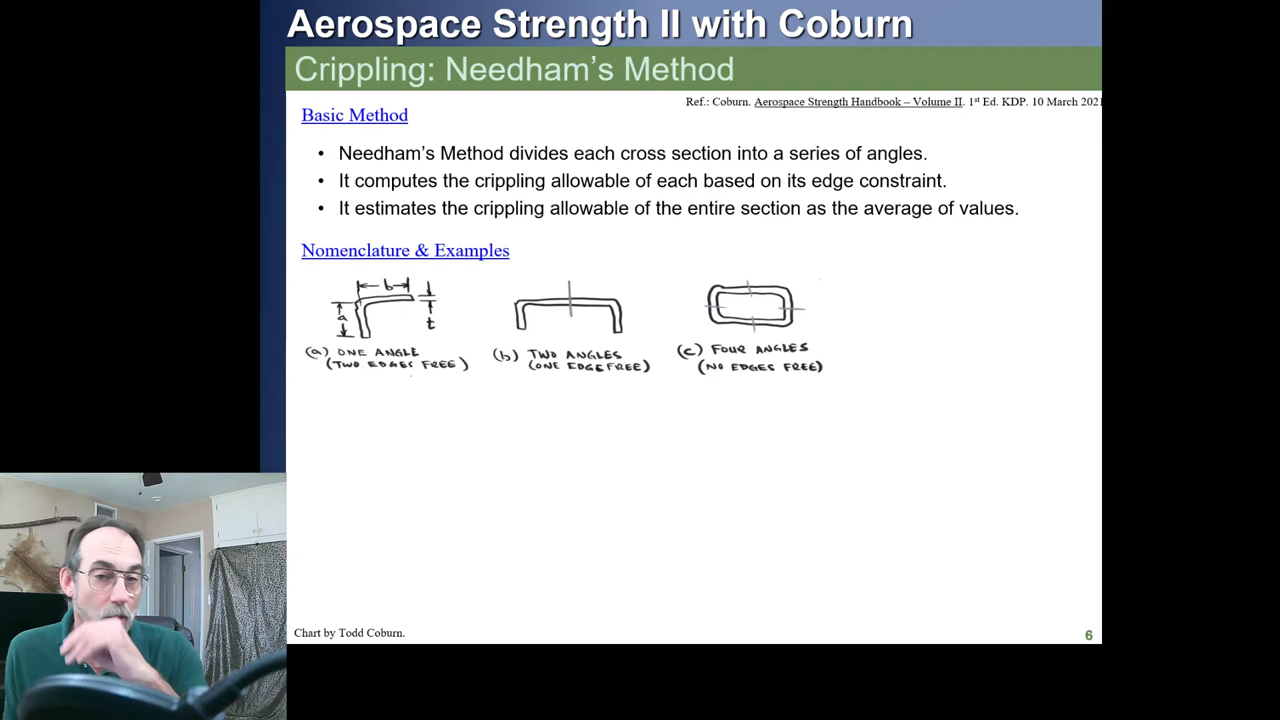 Aerospace Strength II with Coburn
Crippling: Needham's Method
Ref.: Coburn. Aerospace Strength Handbook – Volume II. 1st Ed. KDP. 10 March 2021
Basic Method
• Needham's Method divides each cross section into a series of angles.
• It computes the crippling allowable of each based on its edge constraint.
• It estimates the crippling allowable of the entire section as the average of values.
Nomenclature & Examples
b
a
t
(a) ONE ANGLE
(TWO EDGES FREE)
(b) TWO ANGLES
(ONE EDGE FREE)
(c) FOUR ANGLES
(NO EDGES FREE)
Chart by Todd Coburn.
6